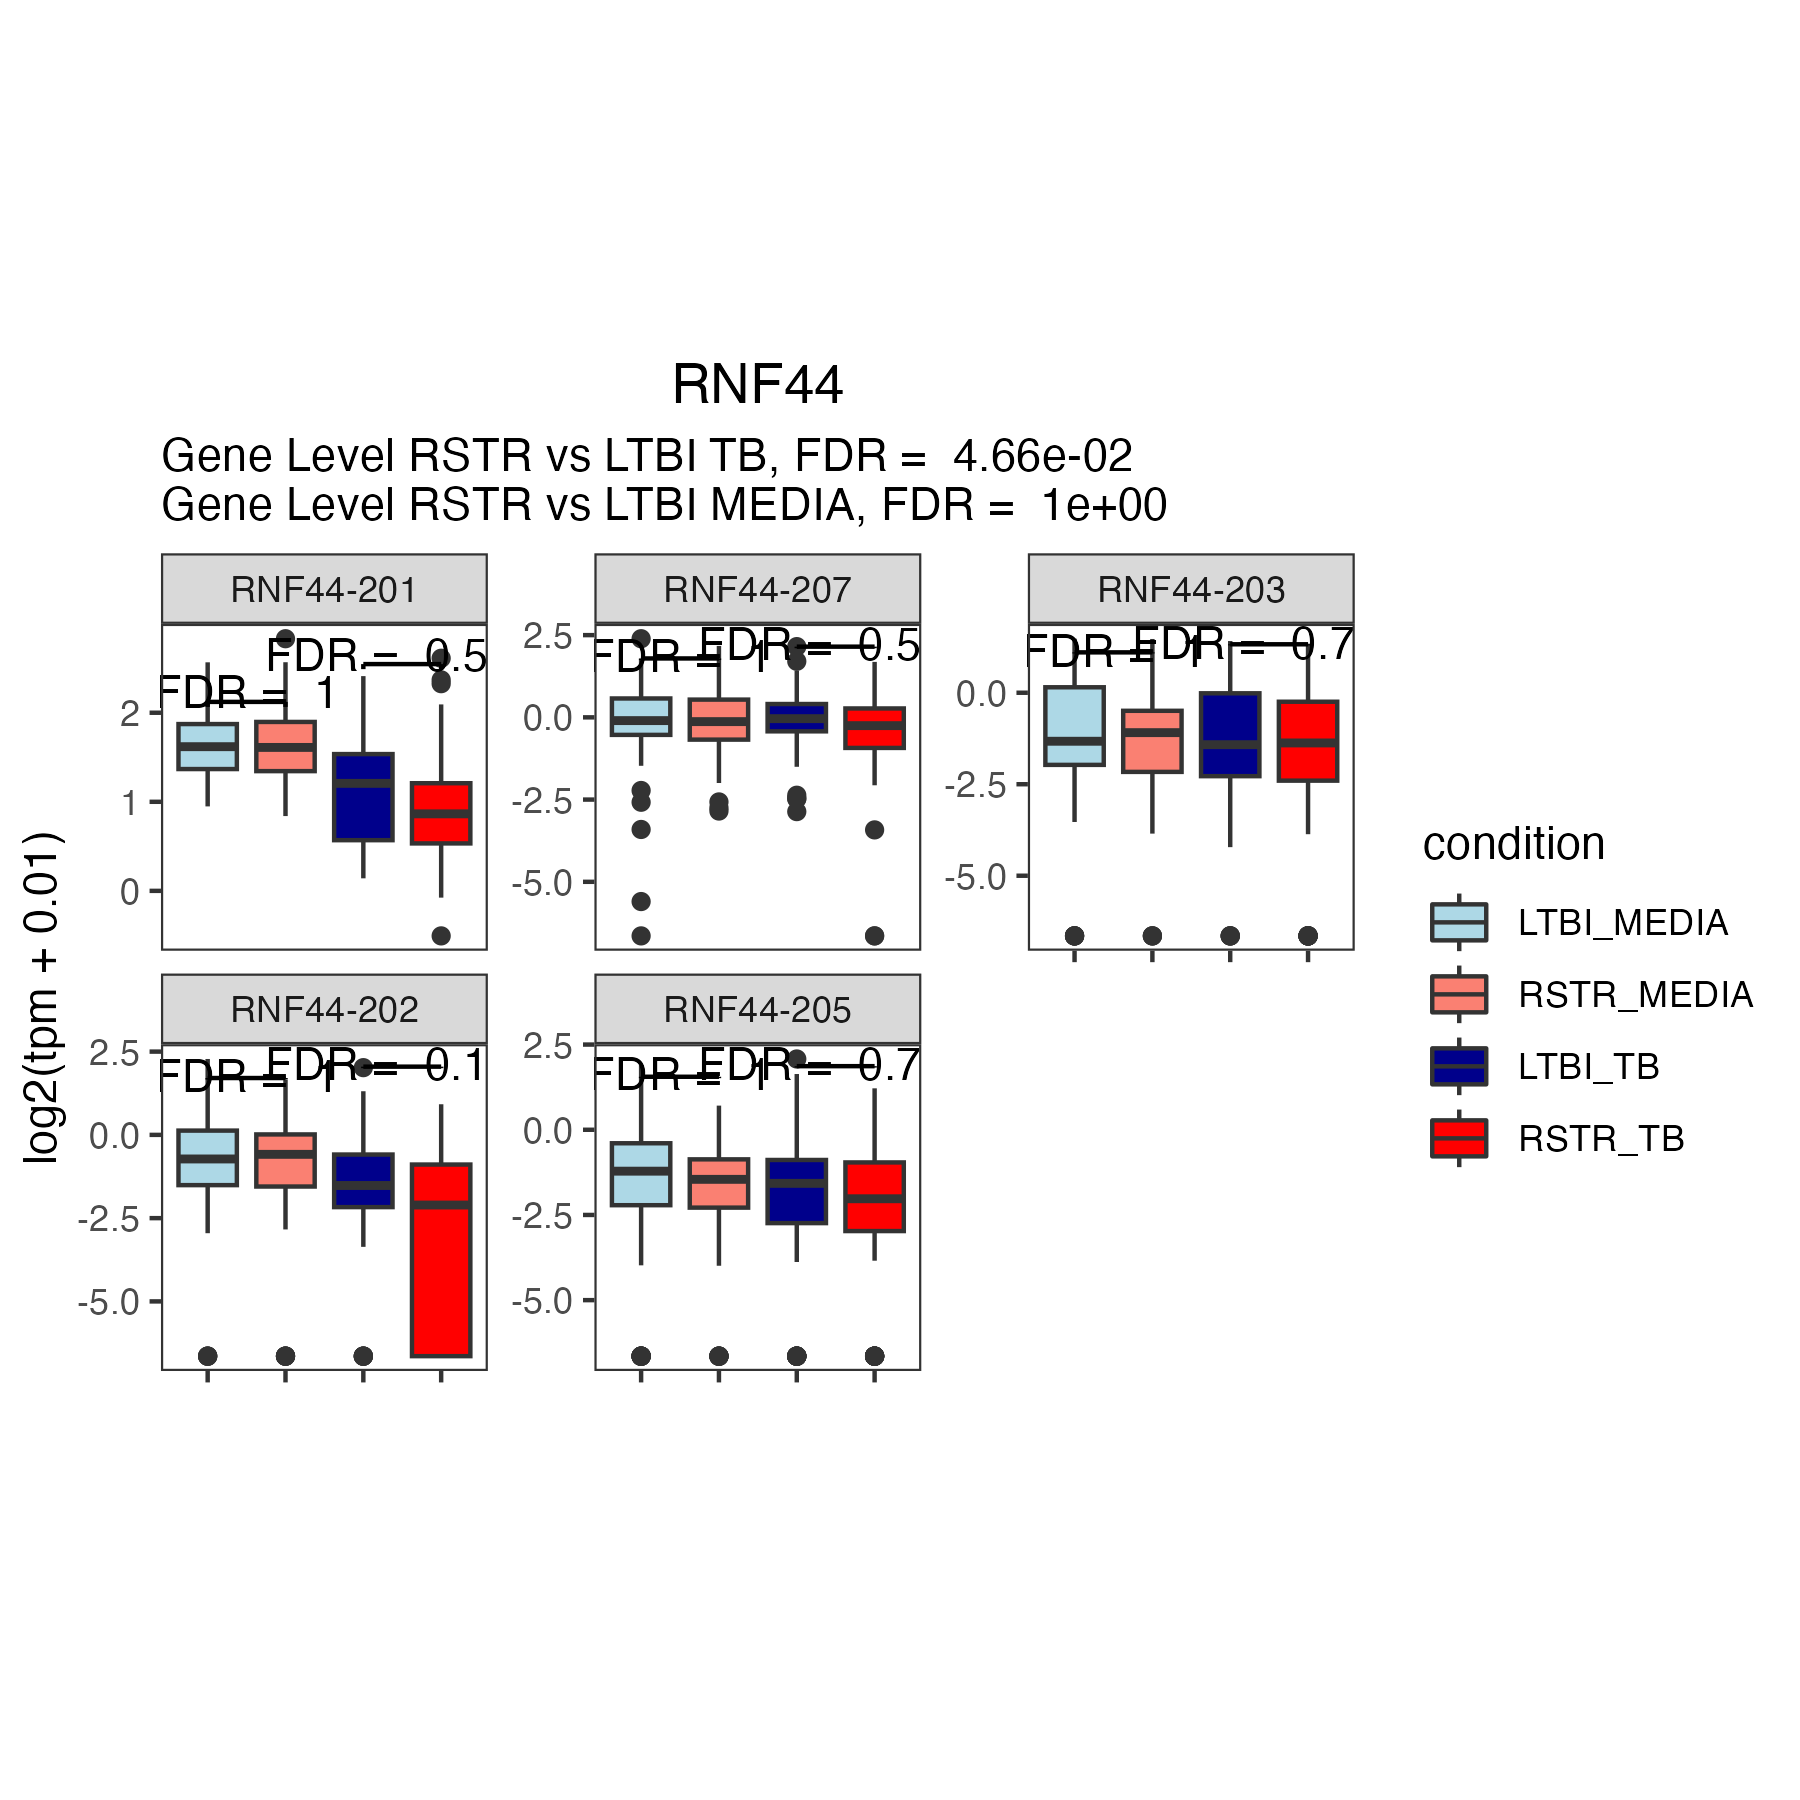 RNF44
Gene Level RSTR vs LTBI TB, FDR =  4.66e-02
Gene Level RSTR vs LTBI MEDIA, FDR =  1e+00
RNF44-201
FDR = 1
FDR = 0.5
2
1
0
RNF44-207
FDR = 1
FDR = 0.5
2.5
0.0
-2.5
-5.0
RNF44-203
FDR = 1
FDR = 0.7
0.0
-2.5
-5.0
RNF44-202
FDR = 1
FDR = 0.1
2.5
0.0
-2.5
-5.0
RNF44-205
FDR = 1
FDR = 0.7
2.5
0.0
-2.5
-5.0
log2(tpm + 0.01)
condition
LTBI_MEDIA
RSTR_MEDIA
LTBI_TB
RSTR_TB